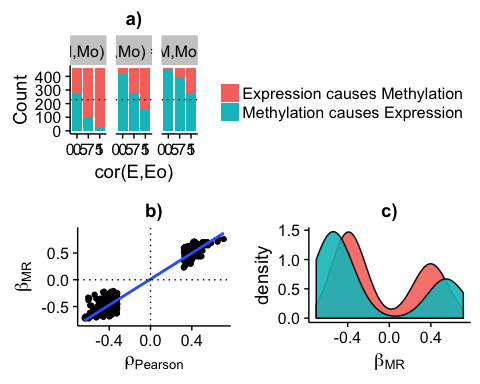 a)
,Mo)
,Mo) =
M, Mo
Count
400
300
200
100
0
cor(E,Eo)
Expression causes Methylation
Methylation causes Expression
b)
βMR
0.5
0.0
-0.5
-0.4
0.0
0.4
ρPearson
c)
density
1.5
1.0
0.5
0.0
-0.4
0.0
0.4
βMR